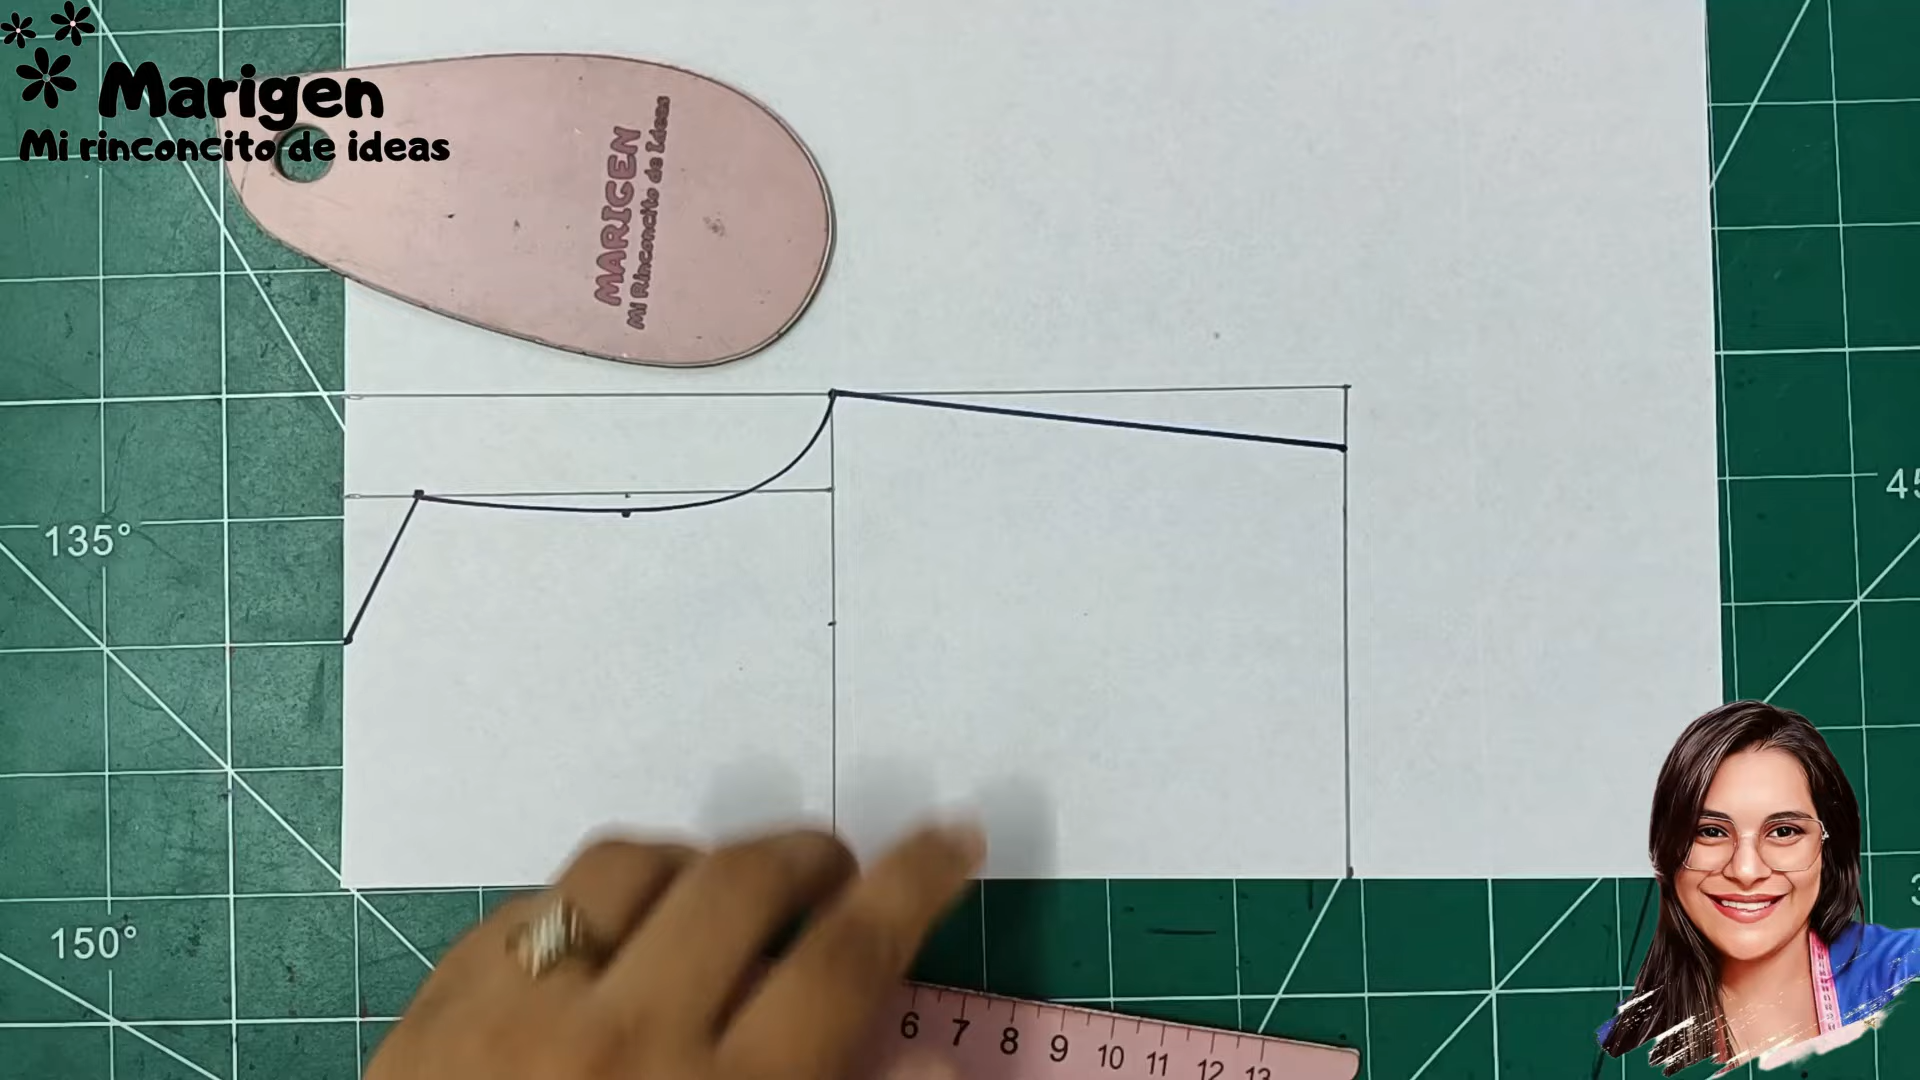 Marigen
Mi rinconcito de ideas
MARIGEN
Mi Rinconcito de Ideas
135°
150°
45
3
6 7 8 9 10 11 12 13